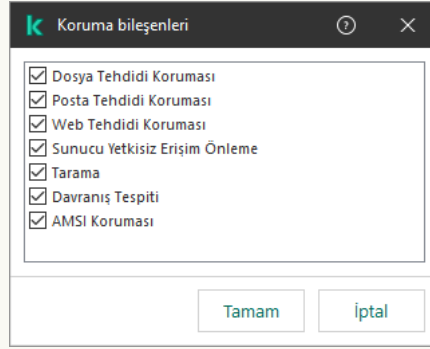 Koruma bileşenleri
Dosya Tehdidi Koruması
Posta Tehdidi Koruması
Web Tehdidi Koruması
Sunucu Yetkisiz Erişim Önleme
Tarama
Davranış Tespiti
AMSI Koruması
Tamam
İptal